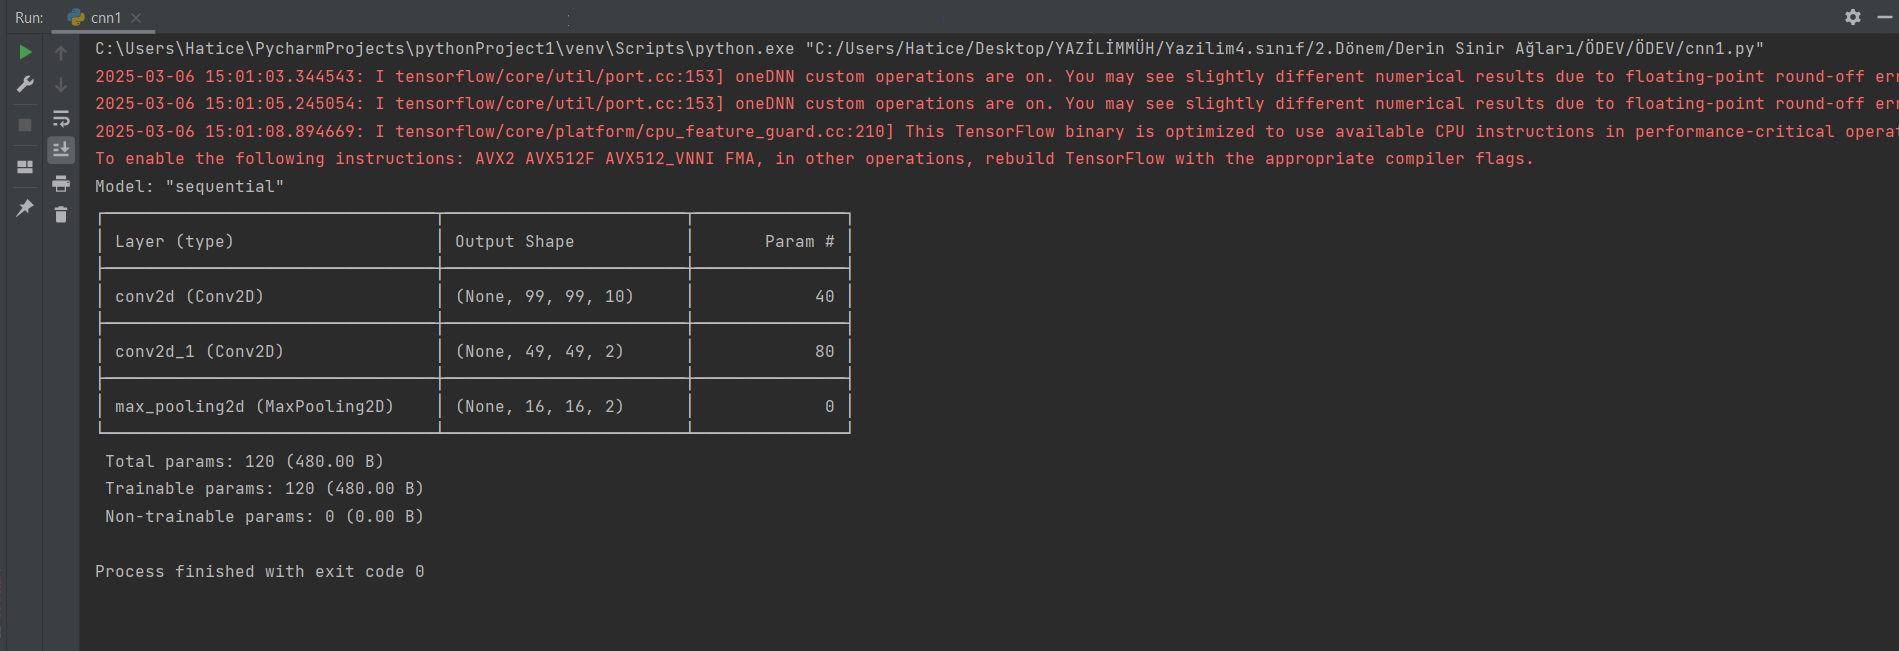 Run: cnn1
C:\Users\Hatice\PycharmProjects\pythonProject1\venv\Scripts\python.exe "C:/Users/Hatice/Desktop/YAZİLİMMÜH/Yazilim4.sınıf/2.Dönem/Derin Sinir Ağları/ÖDEV/ÖDEV/cnn1.py"
2025-03-06 15:01:03.344543: I tensorflow/core/util/port.cc:153] oneDNN custom operations are on. You may see slightly different numerical results due to floating-point round-off err
2025-03-06 15:01:05.245054: I tensorflow/core/util/port.cc:153] oneDNN custom operations are on. You may see slightly different numerical results due to floating-point round-off err
2025-03-06 15:01:08.894669: I tensorflow/core/platform/cpu_feature_guard.cc:210] This TensorFlow binary is optimized to use available CPU instructions in performance-critical operat
To enable the following instructions: AVX2 AVX512F AVX512_VNNI FMA, in other operations, rebuild TensorFlow with the appropriate compiler flags.
Model: "sequential"
Layer (type) Output Shape Param #
conv2d (Conv2D) (None, 99, 99, 10) 40
conv2d_1 (Conv2D) (None, 49, 49, 2) 80
max_pooling2d (MaxPooling2D) (None, 16, 16, 2) 0
Total params: 120 (480.00 B)
Trainable params: 120 (480.00 B)
Non-trainable params: 0 (0.00 B)
Process finished with exit code 0